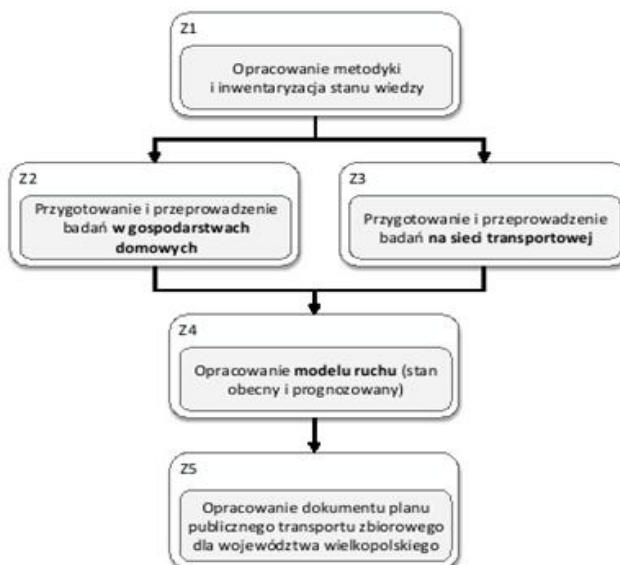 Z1
Opracowanie metodyki
i inwentaryzacja stanu wiedzy
Z2
Przygotowanie i przeprowadzenie
badań w gospodarstwach
domowych
Z3
Przygotowanie i przeprowadzenie
badań na sieci transportowej
Z4
Opracowanie modelu ruchu (stan
obecny i prognozowany)
Z5
Opracowanie dokumentu planu
publicznego transportu zbiorowego
dla województwa wielkopolskiego